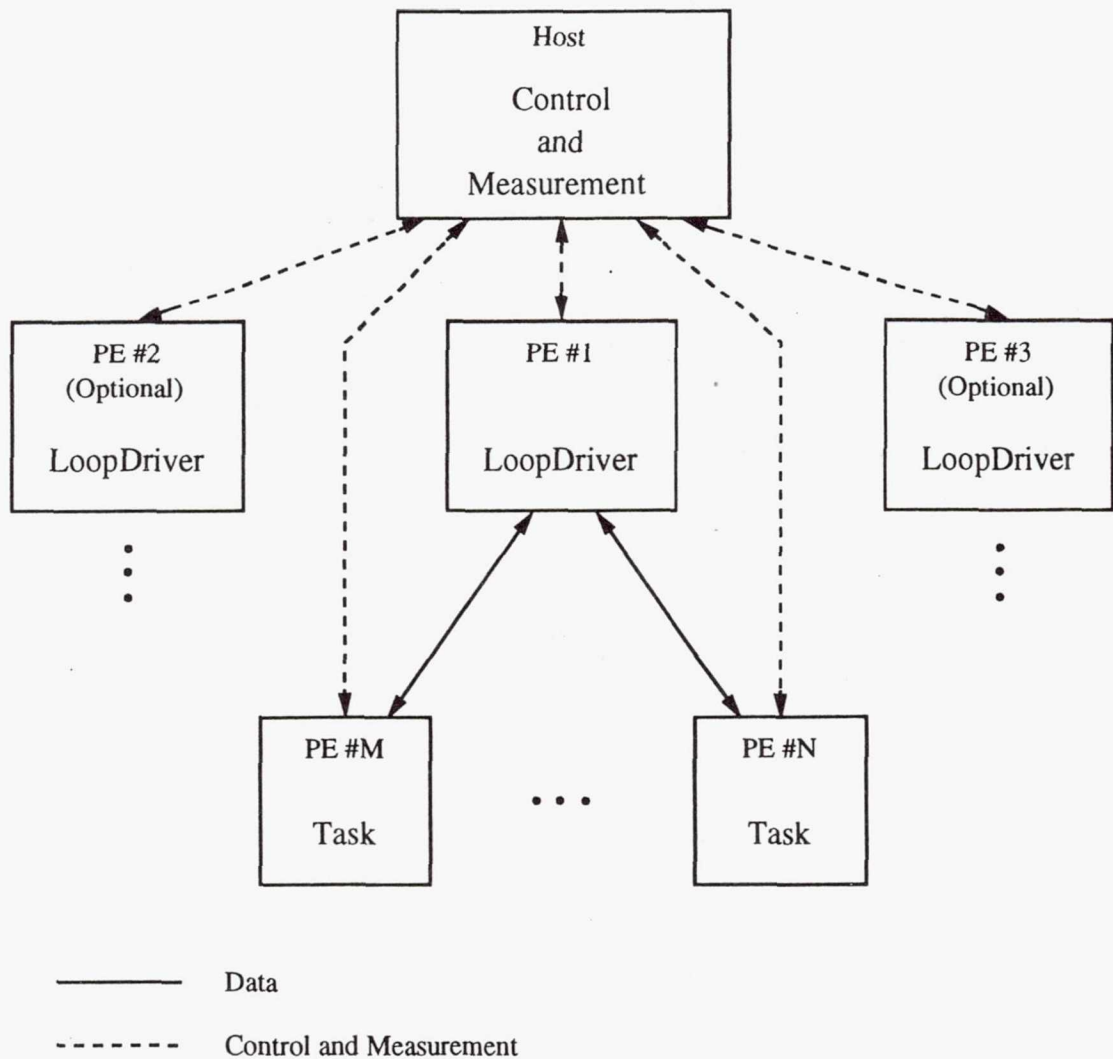 Host
Control
and
Measurement
PE #2
(Optional)
LoopDriver
PE #1
LoopDriver
PE #3
(Optional)
LoopDriver
PE #M
Task
PE #N
Task
Data
Control and Measurement